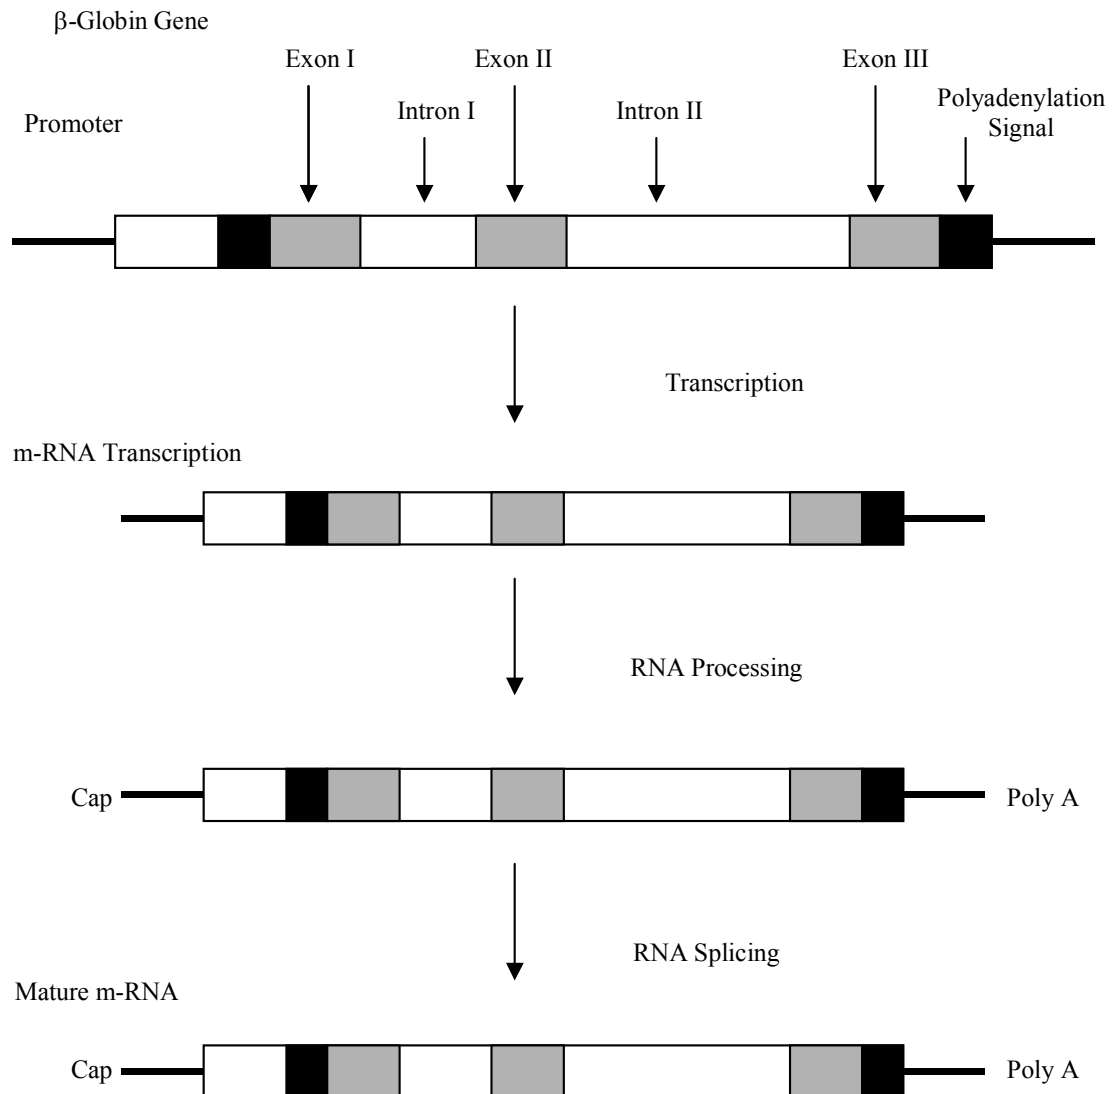 β-Globin Gene
Exon I
Exon II
Exon III
Promoter
Intron I
Intron II
Polyadenylation
Signal
Transcription
m-RNA Transcription
RNA Processing
Cap
Poly A
RNA Splicing
Mature m-RNA
Cap
Poly A